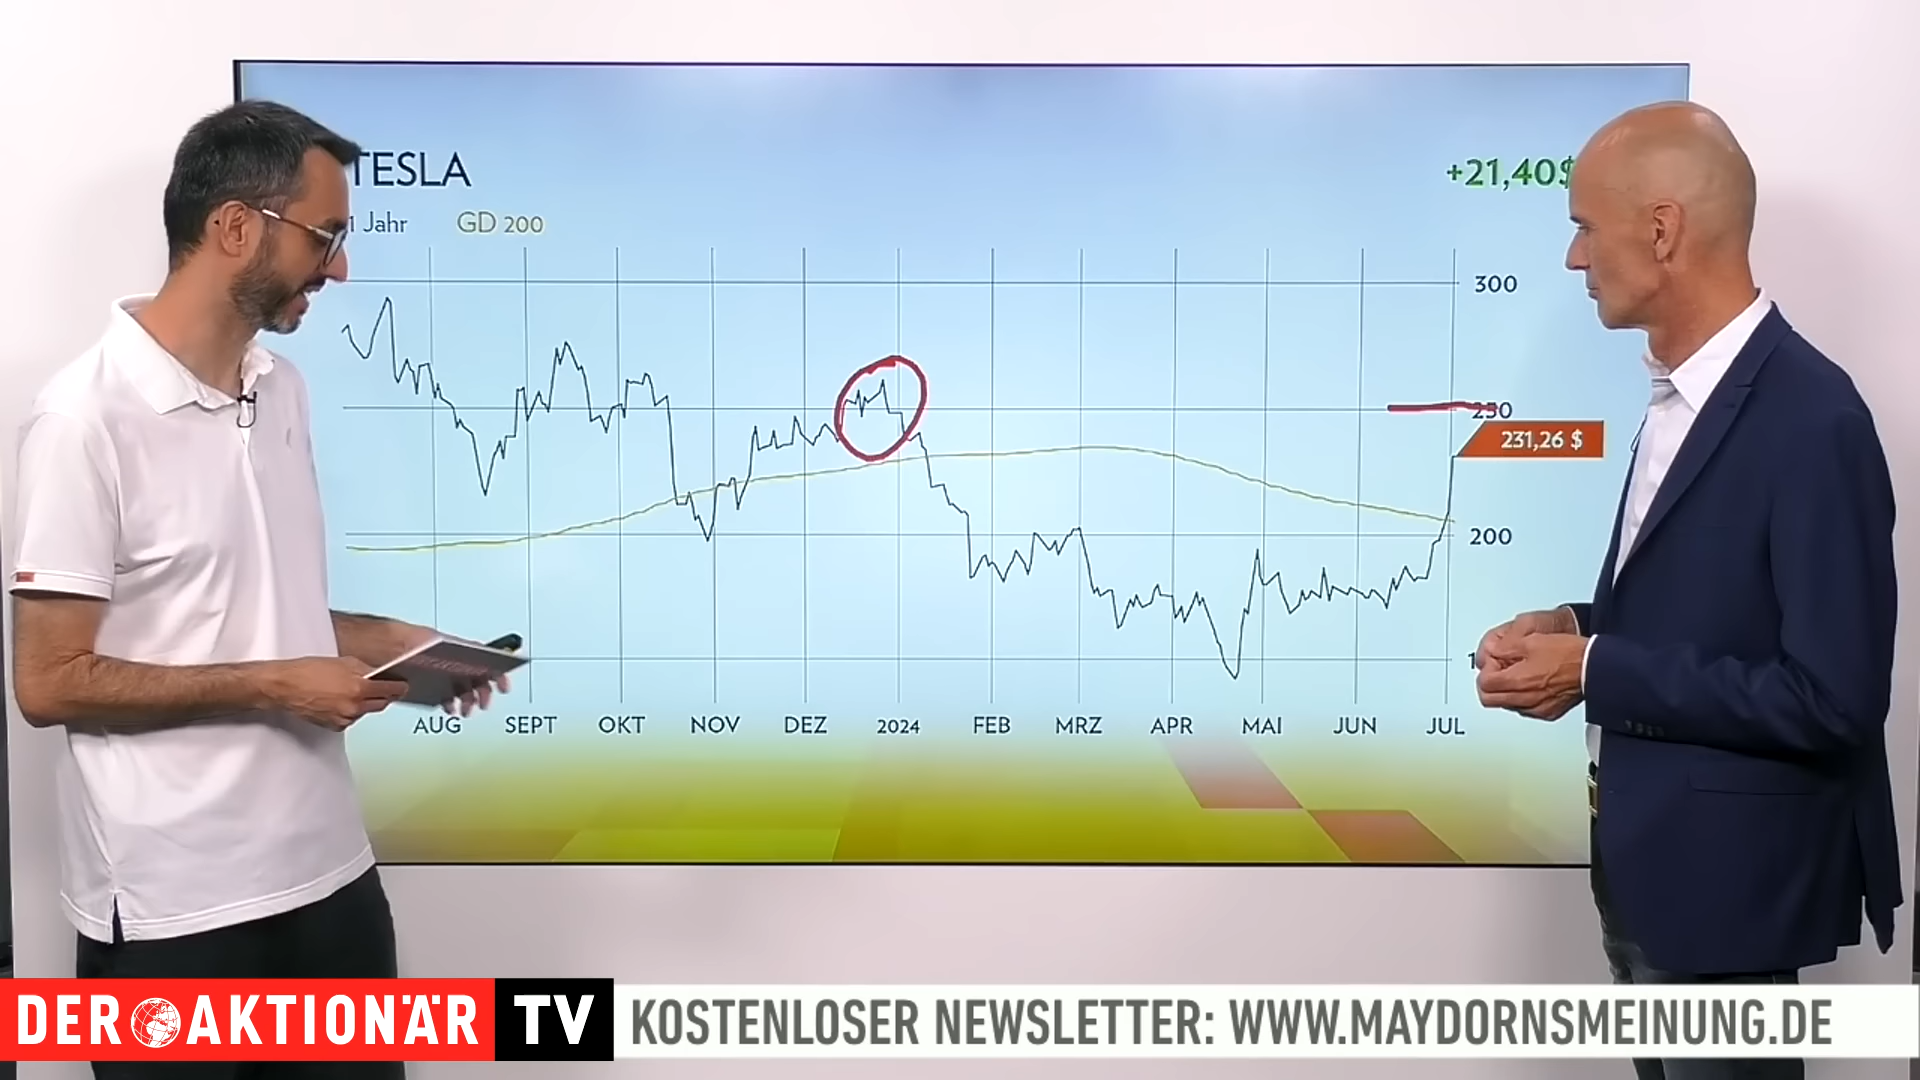 TESLA
+21,40$
1 Jahr
GD 200
300
250
231,26 $
200
AUG SEPT OKT NOV DEZ 2024 FEB MRZ APR MAI JUN JUL
DER AKTIONÄR TV
KOSTENLOSER NEWSLETTER: WWW.MAYDORNSMEINUNG.DE